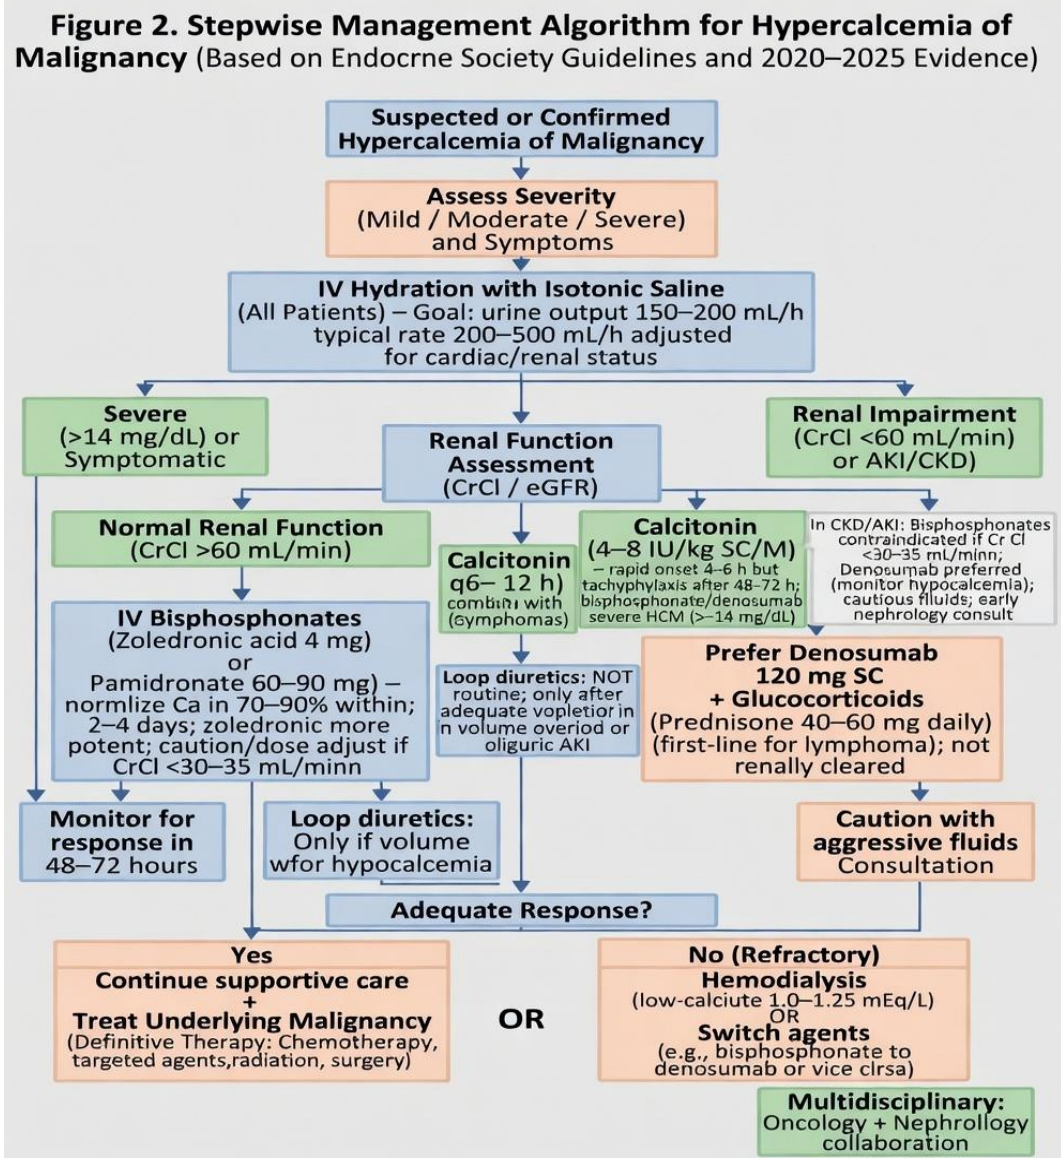 Figure 2. Stepwise Management Algorithm for Hypercalcemia of
Malignancy (Based on Endocrne Society Guidelines and 2020–2025 Evidence)
Suspected or Confirmed
Hypercalcemia of Malignancy
Assess Severity
(Mild / Moderate / Severe)
and Symptoms
IV Hydration with Isotonic Saline
(All Patients) – Goal: urine output 150–200 mL/h
typical rate 200–500 mL/h adjusted
for cardiac/renal status
Severe
(>14 mg/dL) or
Symptomatic
Renal Function
Assessment
(CrCl / eGFR)
Renal Impairment
(CrCl <60 mL/min)
or AKI/CKD)
Normal Renal Function
(CrCl >60 mL/min)
Calcitonin
q6– 12 h)
combin with
(symphomas)
Calcitonin
(4–8 IU/kg SC/M)
– rapid onset 4–6 h but
tachyphylaxis after 48–72 h;
bisphosphonate/denosumab
severe HCM (>–14 mg/dL)
In CKD/AKI: Bisphosphonates
contraindicated if Cr Cl
<30–35 mL/minn;
Denosumab preferred
(monitor hypocalcemia);
cautious fluids; early
nephrology consult
IV Bisphosphonates
(Zoledronic acid 4 mg)
or
Pamidronate 60–90 mg) –
normlize Ca in 70–90% within;
2–4 days; zoledronic more
potent; caution/dose adjust if
CrCl <30–35 mL/minn
Loop diuretics: NOT
routine; only after
adequate vopletior in
n volume overiod or
oliguric AKI
Prefer Denosumab
120 mg SC
+ Glucocorticoids
(Prednisone 40–60 mg daily)
(first-line for lymphoma); not
renally cleared
Monitor for
response in
48–72 hours
Loop diuretics:
Only if volume
wfor hypocalcemia
Caution with
aggressive fluids
Consultation
Adequate Response?
Yes
Continue supportive care
+
Treat Underlying Malignancy
(Definitive Therapy: Chemotherapy,
targeted agents,radiation, surgery)
OR
No (Refractory)
Hemodialysis
(low-calciute 1.0–1.25 mEq/L)
OR
Switch agents
(e.g., bisphosphonate to
denosumab or vice clrsa)
Multidisciplinary:
Oncology + Nephrollogy
collaboration